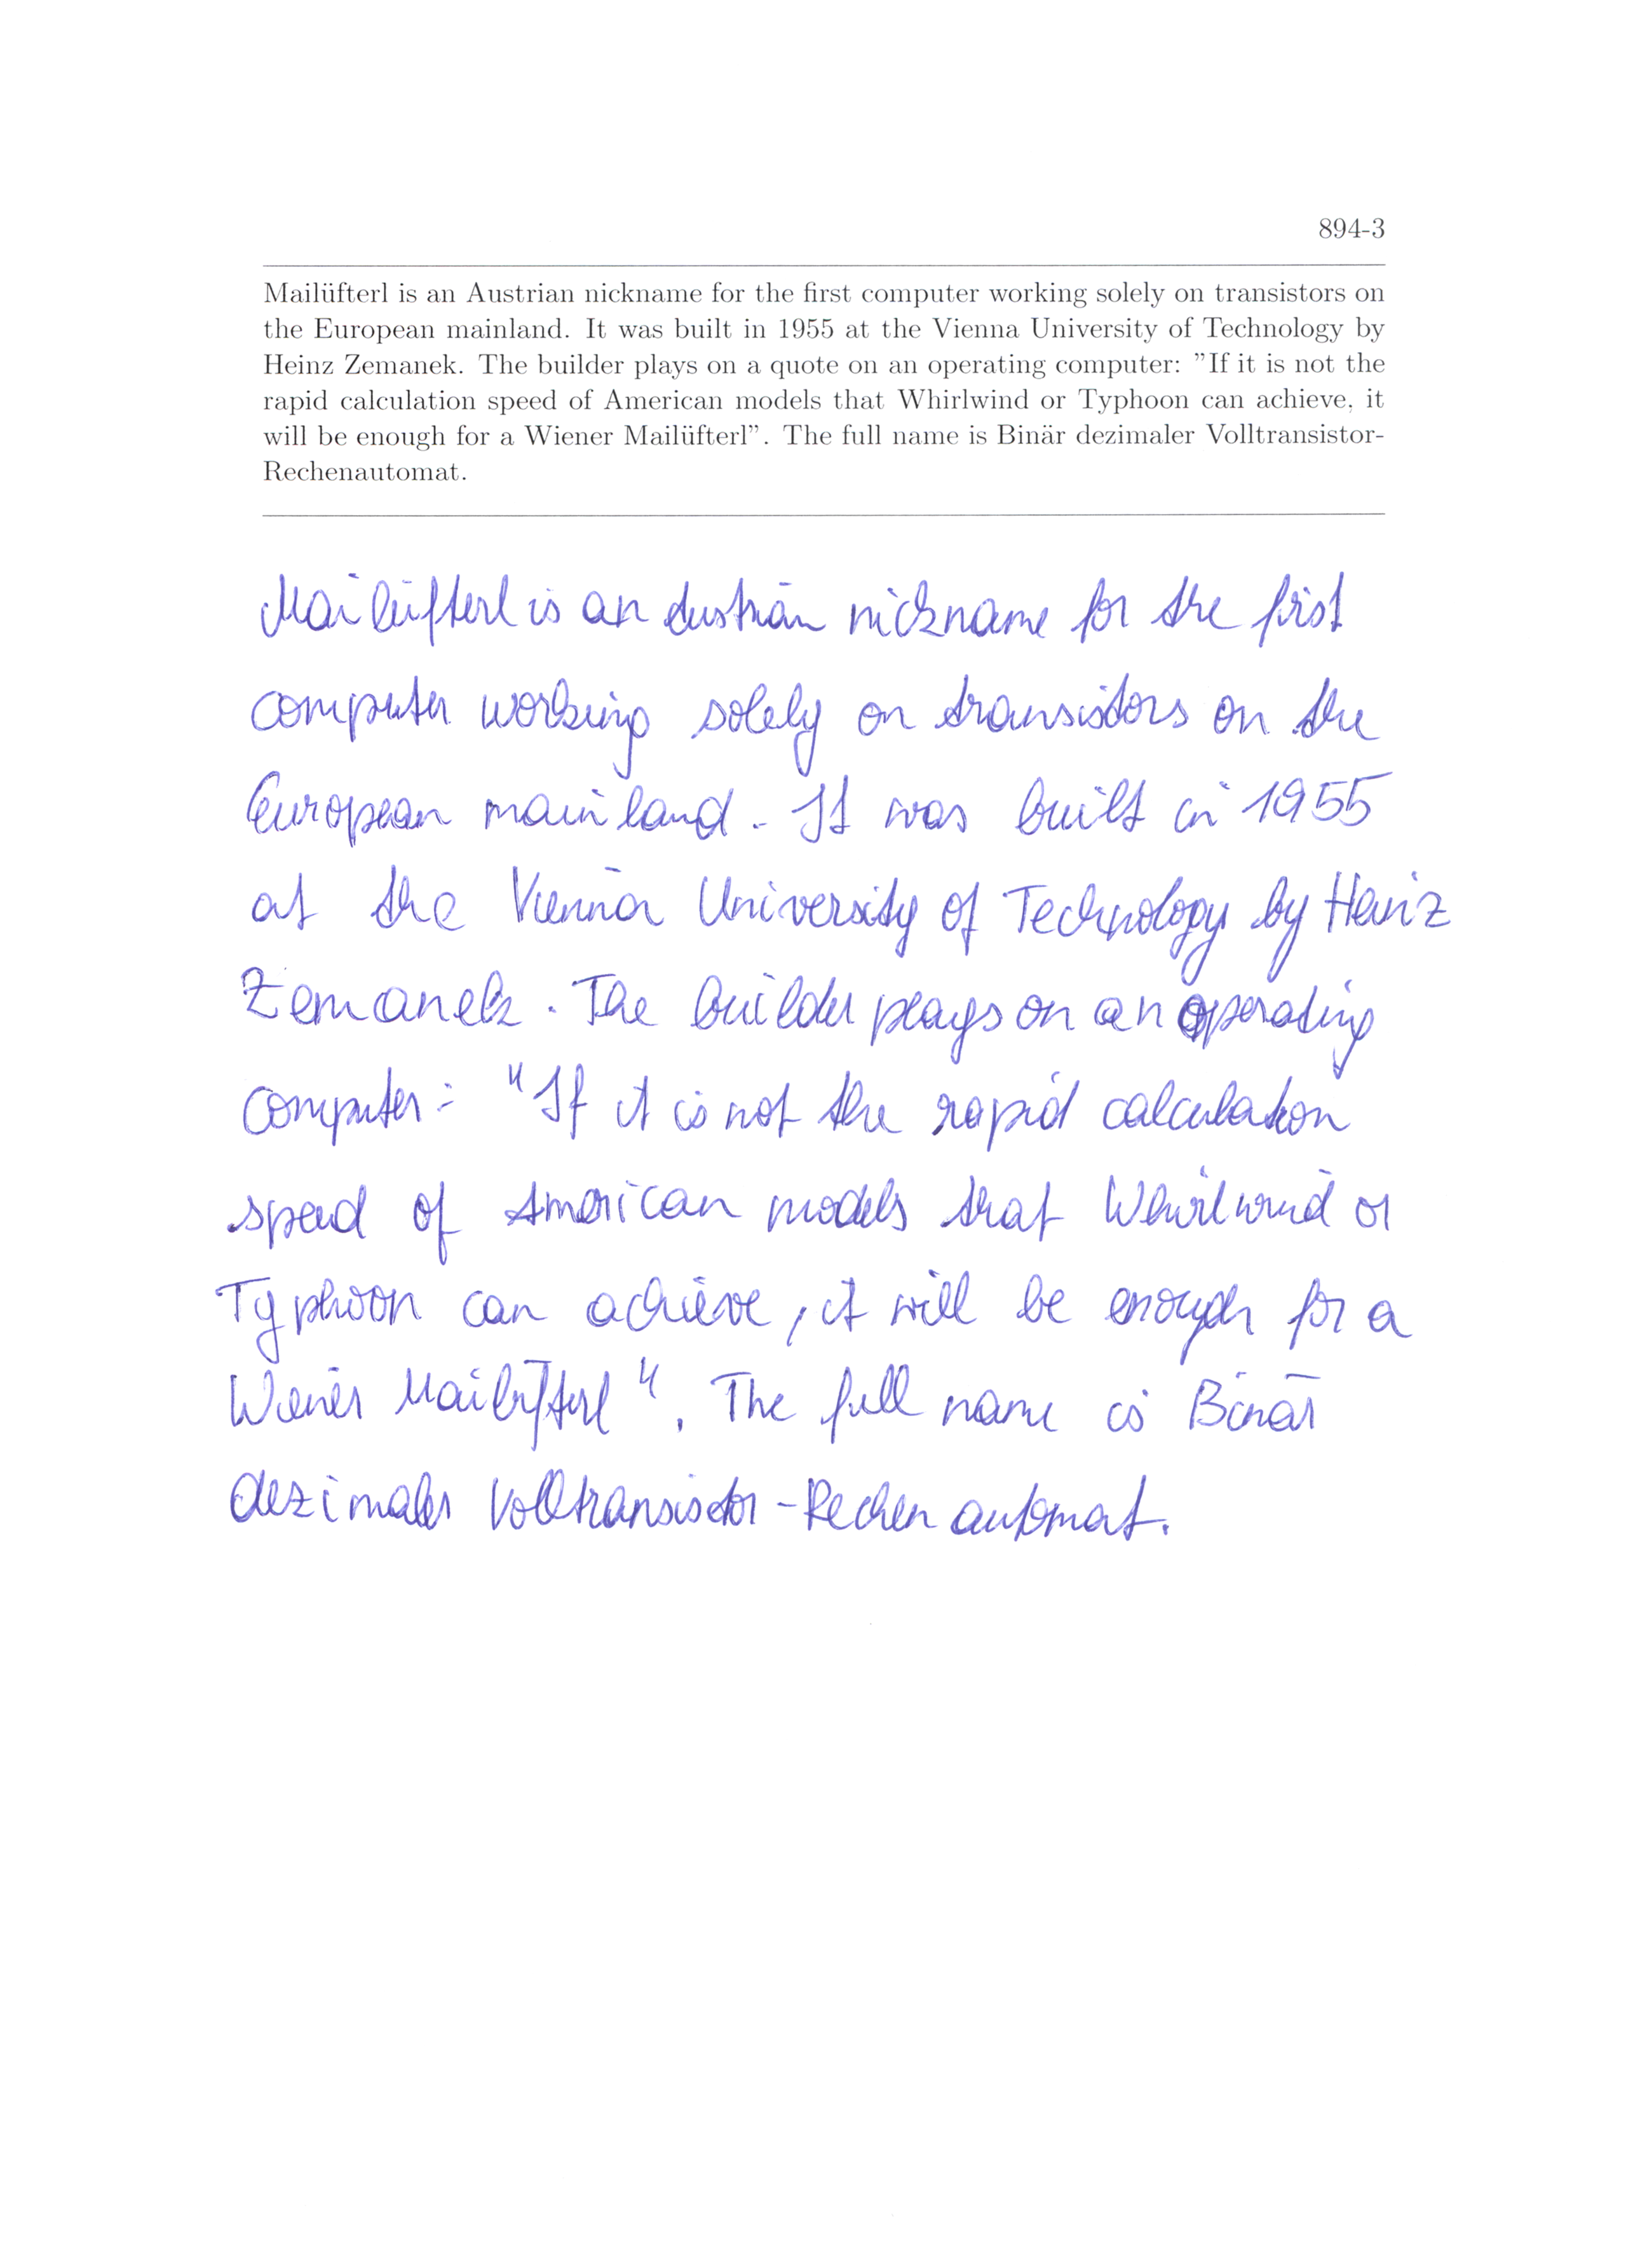 894-3
Mailüfterl is an Austrian nickname for the first computer working solely on transistors on
the European mainland. It was built in 1955 at the Vienna University of Technology by
Heinz Zemanek. The builder plays on a quote on an operating computer: "If it is not the
rapid calculation speed of American models that Whirlwind or Typhoon can achieve, it
will be enough for a Wiener Mailüfterl". The full name is Binär dezimaler Volltransistor-
Rechenautomat.
Mailüfterl is an Austrian nickname for the first
computer working solely on transistors on the
European mainland. It was built in 1955
at the Vienna University of Technology by Heinz
Zemanek. The builder plays on an operating
computer: "If it is not the rapid calculation
speed of American models that Whirlwind or
Typhoon can achieve, it will be enough for a
Wiener Mailüfterl". The full name is Binär
dezimaler Volltransistor-Rechenautomat.